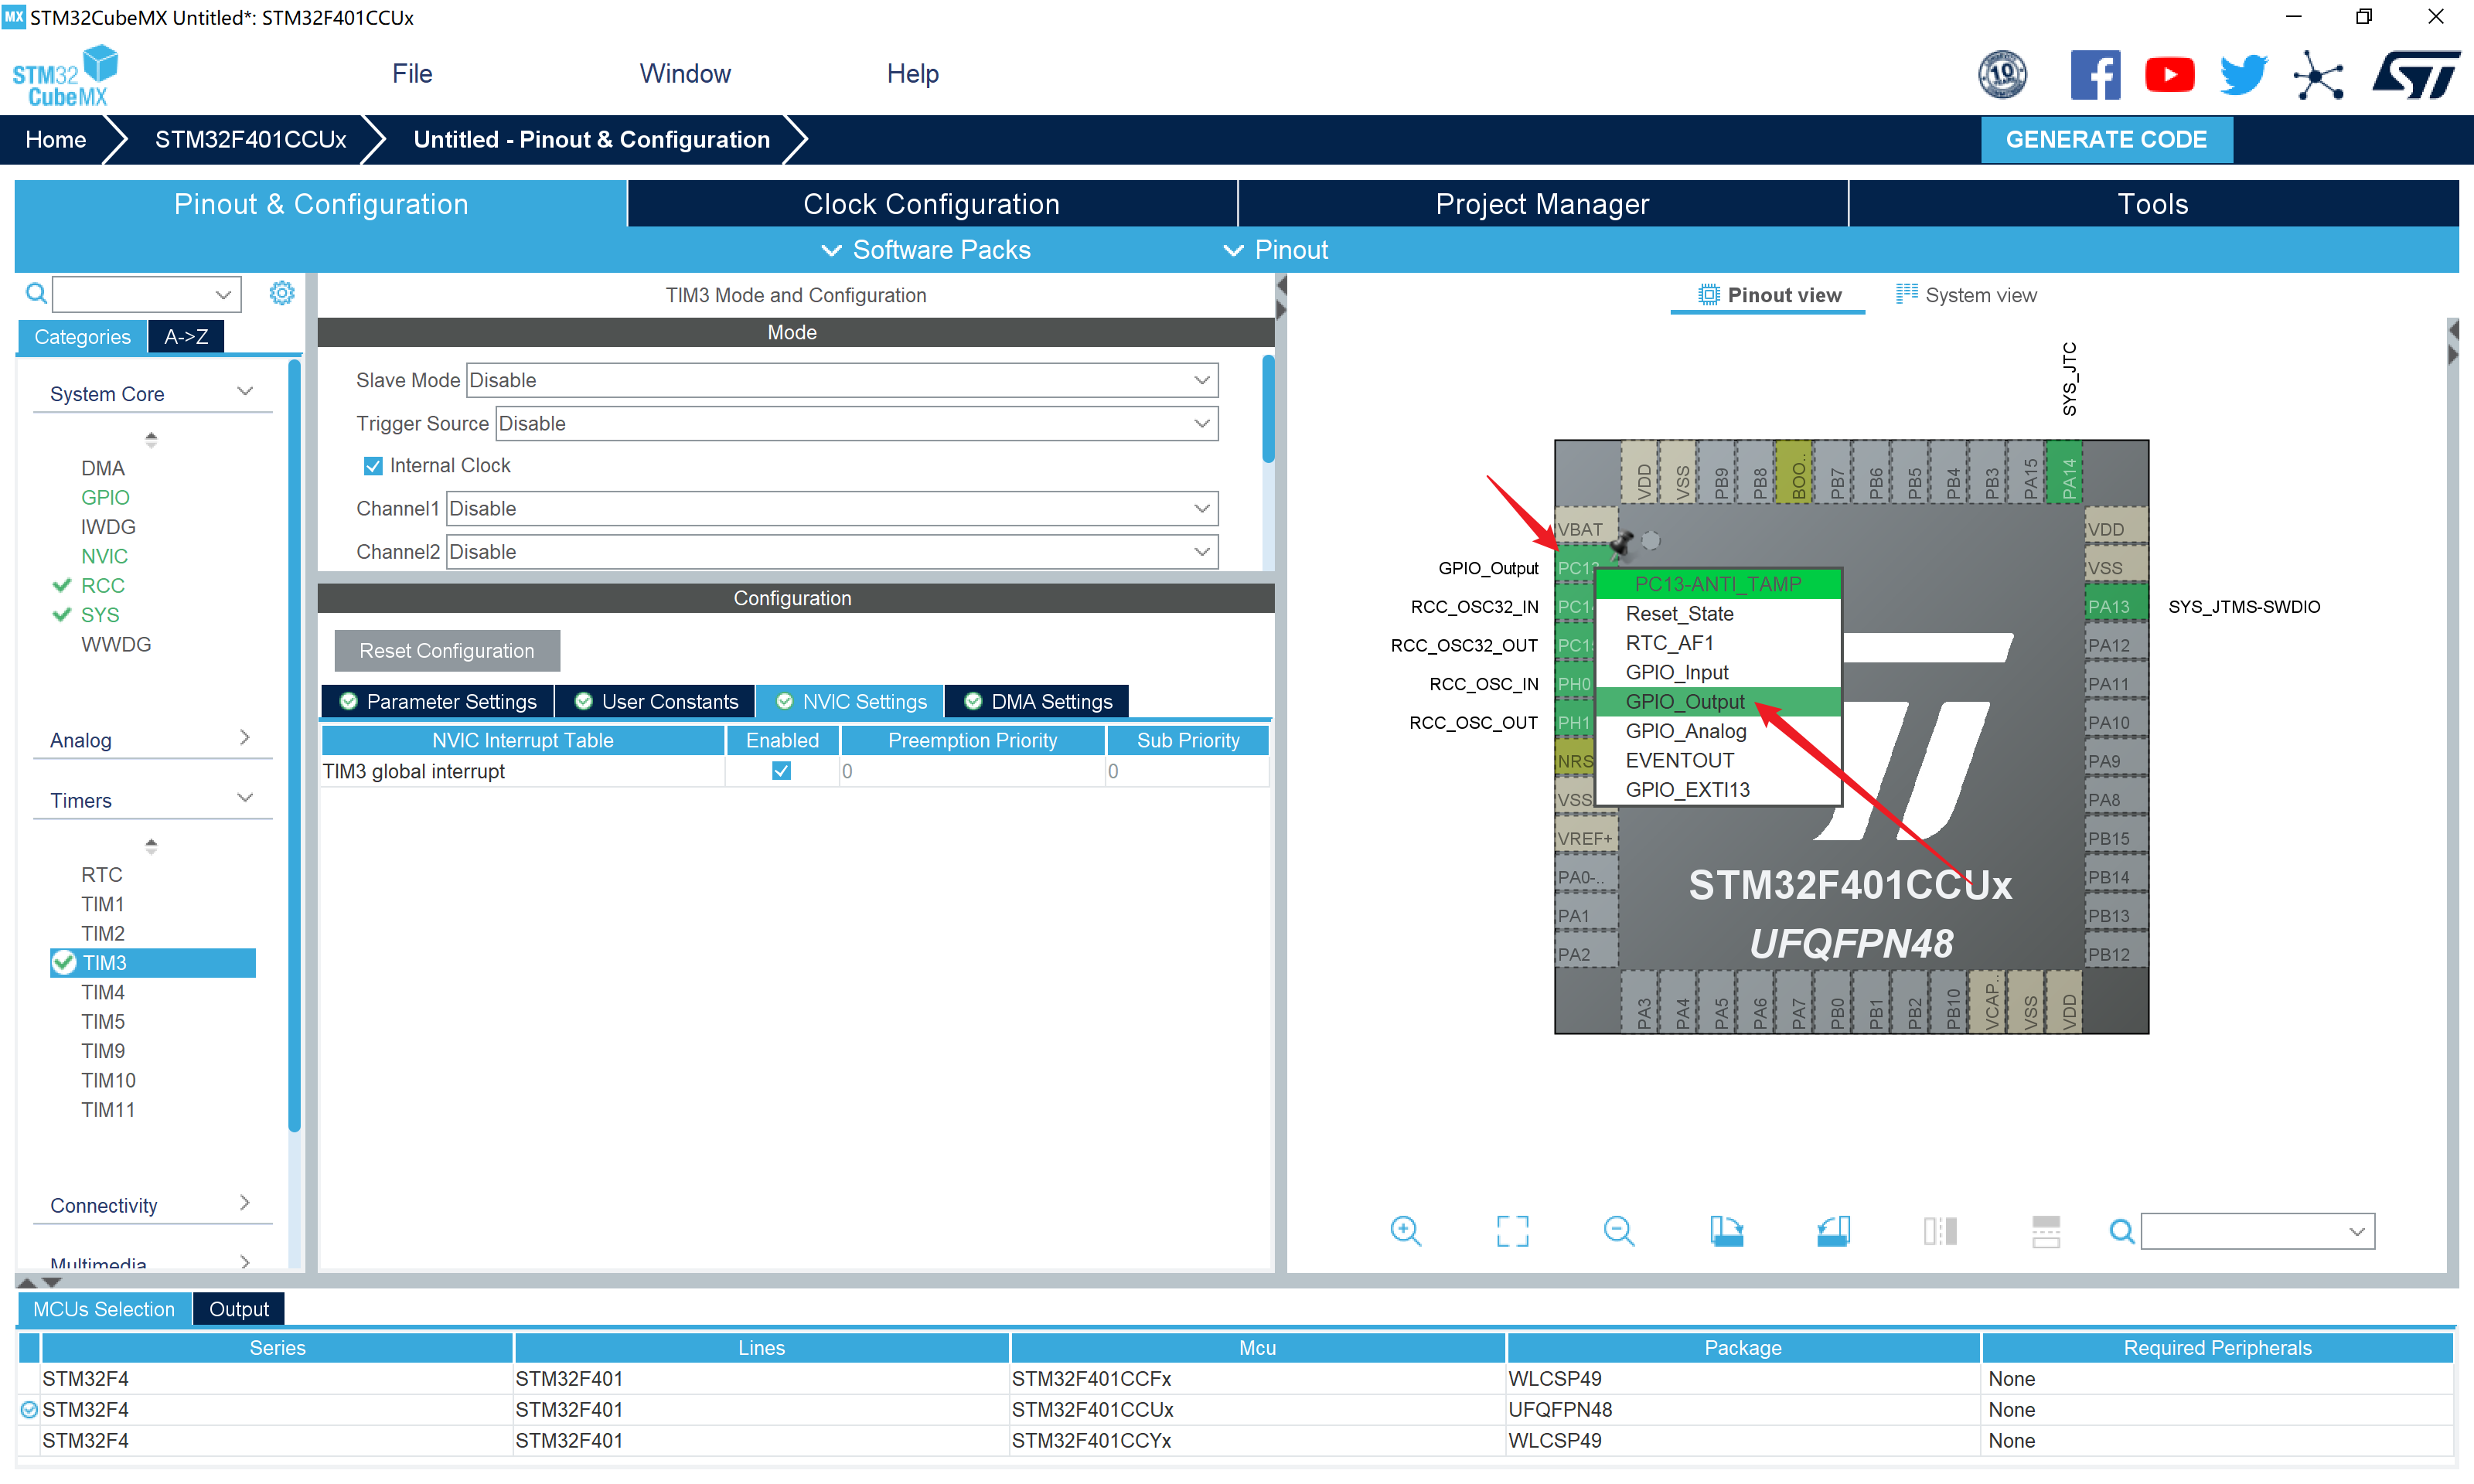 MX STM32CubeMX Untitled*: STM32F401CCUx
STM32 CubeMX
File Window Help
10
Home STM32F401CCUx Untitled - Pinout & Configuration GENERATE CODE
Pinout & Configuration Clock Configuration Project Manager Tools
Software Packs Pinout
TIM3 Mode and Configuration
Pinout view System view
Categories A->Z
Mode
System Core
Slave Mode Disable
Trigger Source Disable
Internal Clock
Channel1 Disable
Channel2 Disable
DMA
GPIO
IWDG
NVIC
RCC
SYS
WWDG
Analog
Timers
RTC
TIM1
TIM2
TIM3
TIM4
TIM5
TIM9
TIM10
TIM11
Connectivity
Multimedia
Configuration
Reset Configuration
Parameter Settings User Constants NVIC Settings DMA Settings
NVIC Interrupt Table Enabled Preemption Priority Sub Priority
TIM3 global interrupt 0 0
SYS_JTC
VDD VSS PB9 PB8 BOO.. PB7 PB6 PB5 PB4 PB3 PA15 PA14
VBAT
GPIO_Output PC13
RCC_OSC32_IN PC1
RCC_OSC32_OUT PC1
RCC_OSC_IN PH0
RCC_OSC_OUT PH1
NRS
VSS
VREF+
PA0-..
PA1
PA2
PC13-ANTI_TAMP
Reset_State
RTC_AF1
GPIO_Input
GPIO_Output
GPIO_Analog
EVENTOUT
GPIO_EXTI13
VDD
VSS
PA13 SYS_JTMS-SWDIO
PA12
PA11
PA10
PA9
PA8
PB15
PB14
PB13
PB12
STM32F401CCUx
UFQFPN48
PA3 PA4 PA5 PA6 PA7 PB0 PB1 PB2 PB10 VCAP.. VSS VDD
MCUs Selection Output
Series Lines Mcu Package Required Peripherals
STM32F4 STM32F401 STM32F401CCFx WLCSP49 None
STM32F4 STM32F401 STM32F401CCUx UFQFPN48 None
STM32F4 STM32F401 STM32F401CCYx WLCSP49 None